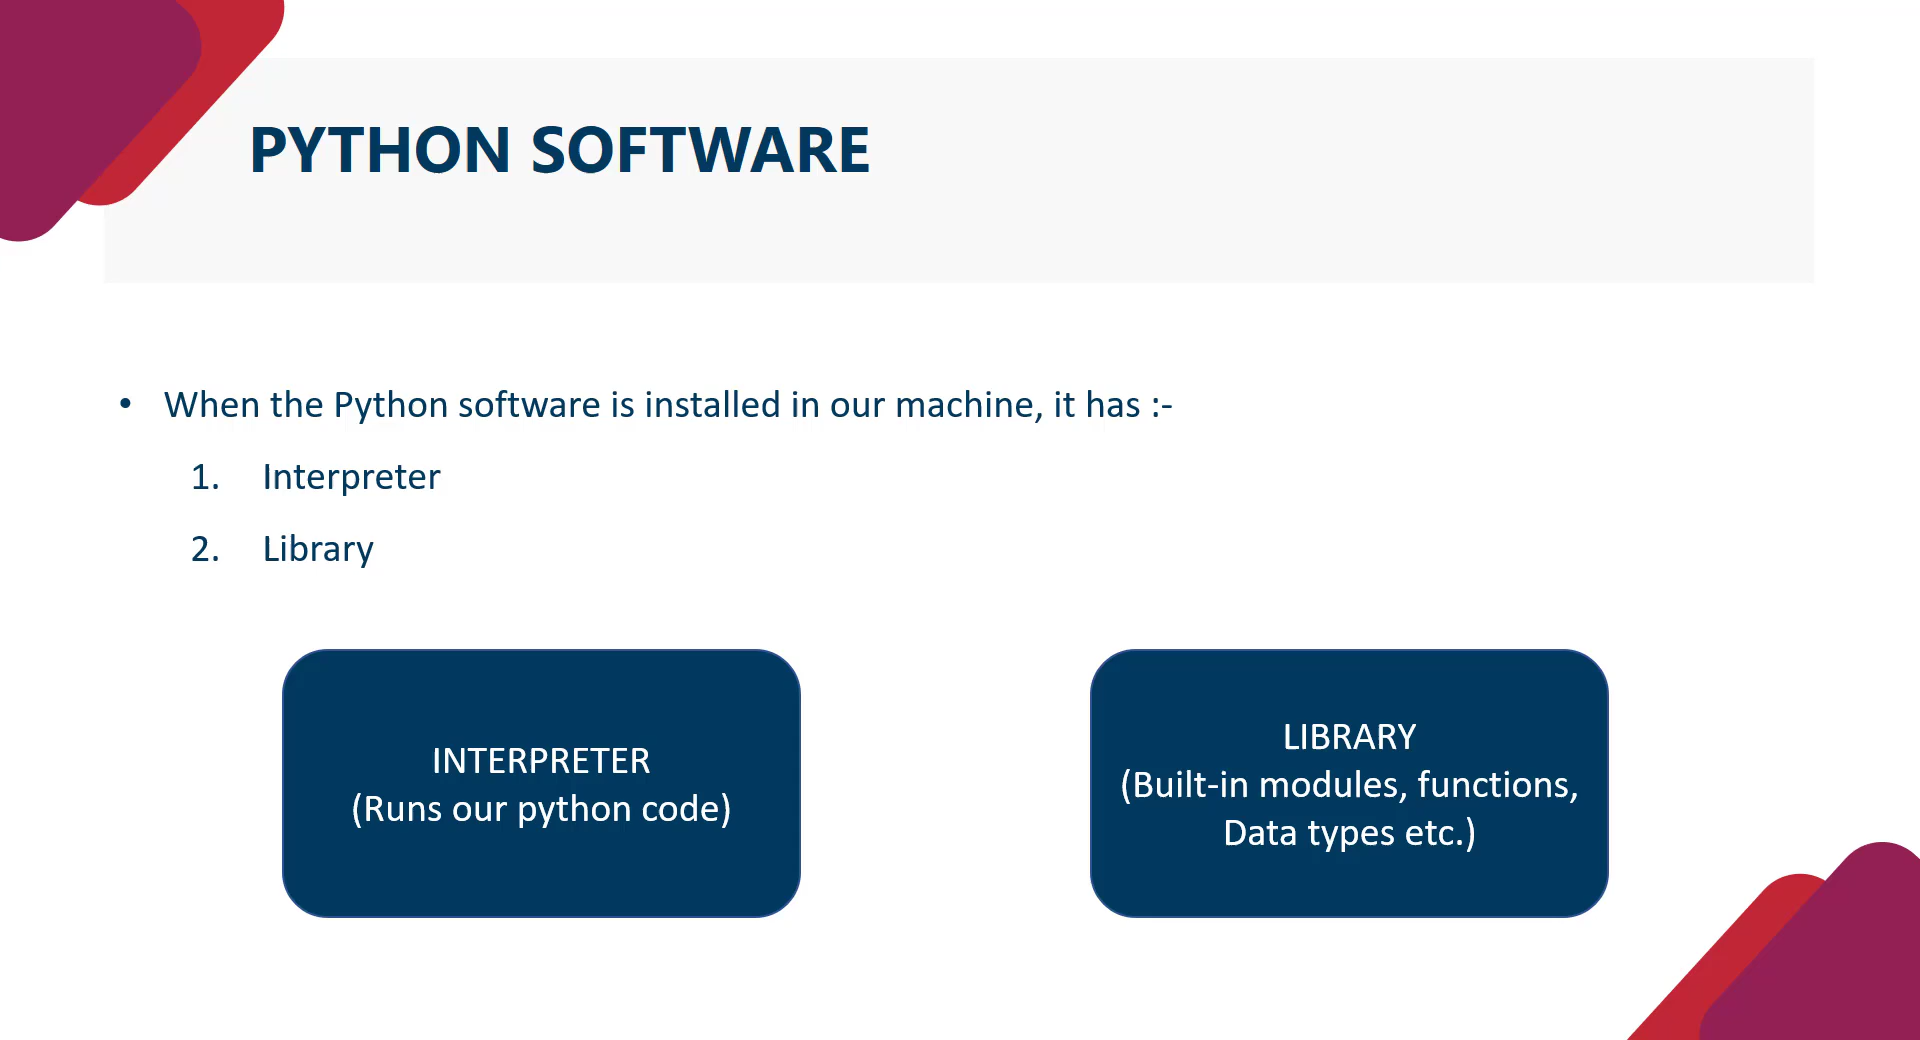 PYTHON SOFTWARE
• When the Python software is installed in our machine, it has :-
1. Interpreter
2. Library
INTERPRETER
(Runs our python code)
LIBRARY
(Built-in modules, functions,
Data types etc.)